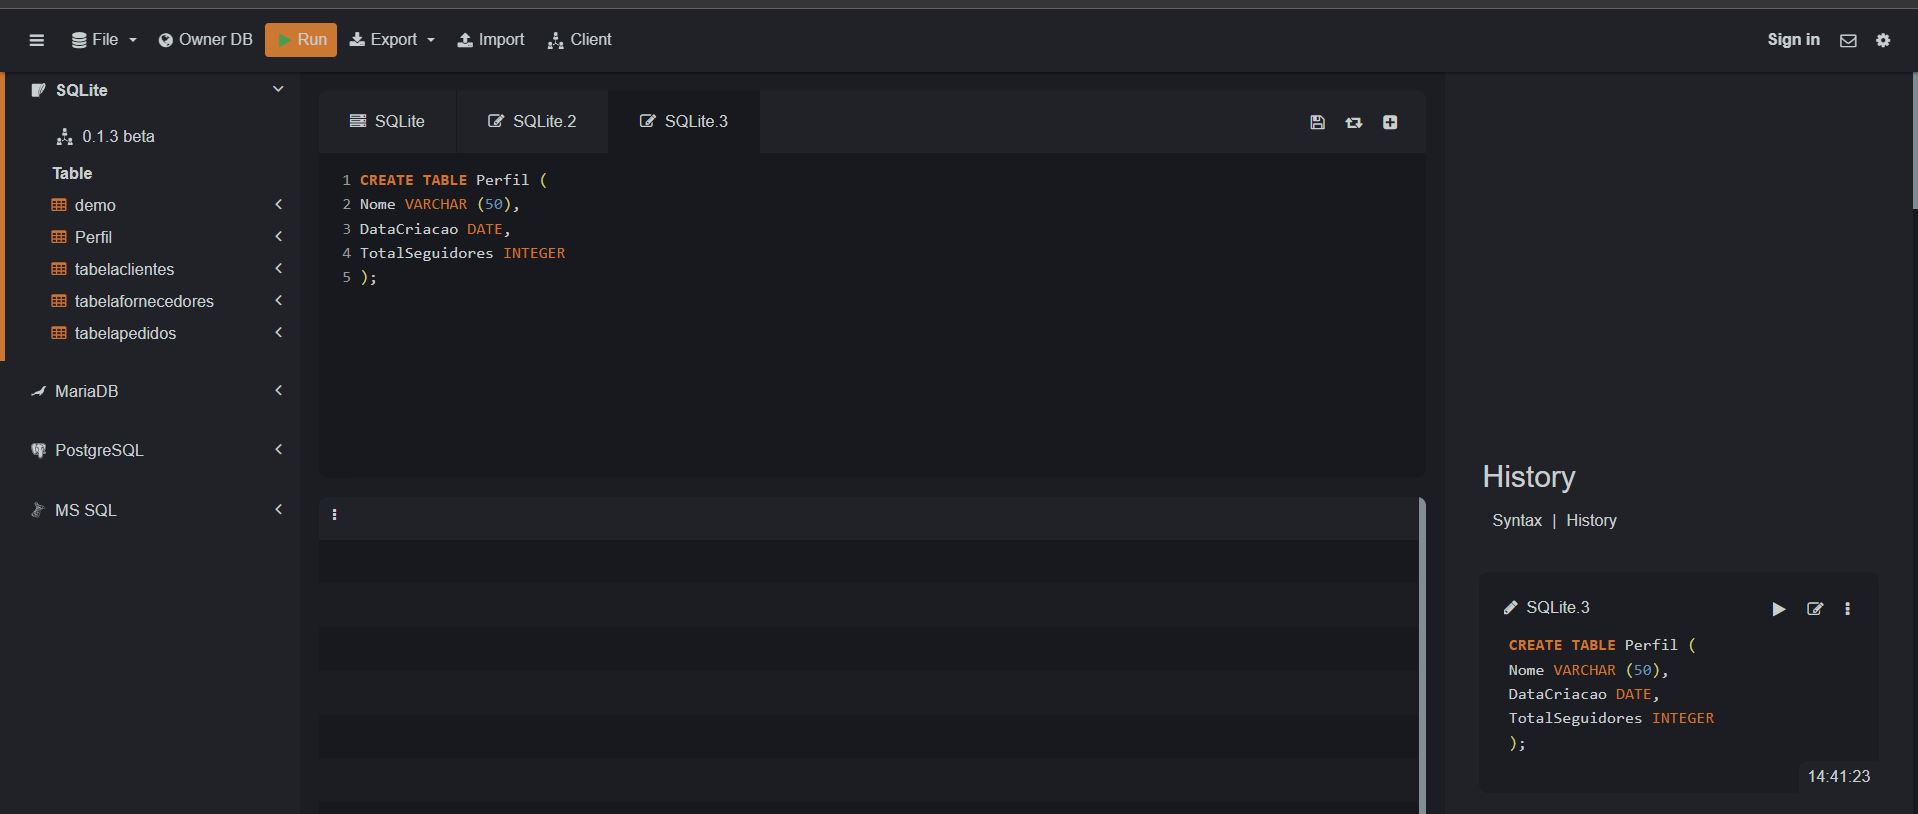 File Owner DB Run Export Import Client Sign in
SQLite
0.1.3 beta
Table
demo
Perfil
tabelaclientes
tabelafornecedores
tabelapedidos
MariaDB
PostgreSQL
MS SQL
SQLite SQLite.2 SQLite.3
1 CREATE TABLE Perfil (
2 Nome VARCHAR (50),
3 DataCriacao DATE,
4 TotalSeguidores INTEGER
5 );
History
Syntax | History
SQLite.3
CREATE TABLE Perfil (
Nome VARCHAR (50),
DataCriacao DATE,
TotalSeguidores INTEGER
);
14:41:23